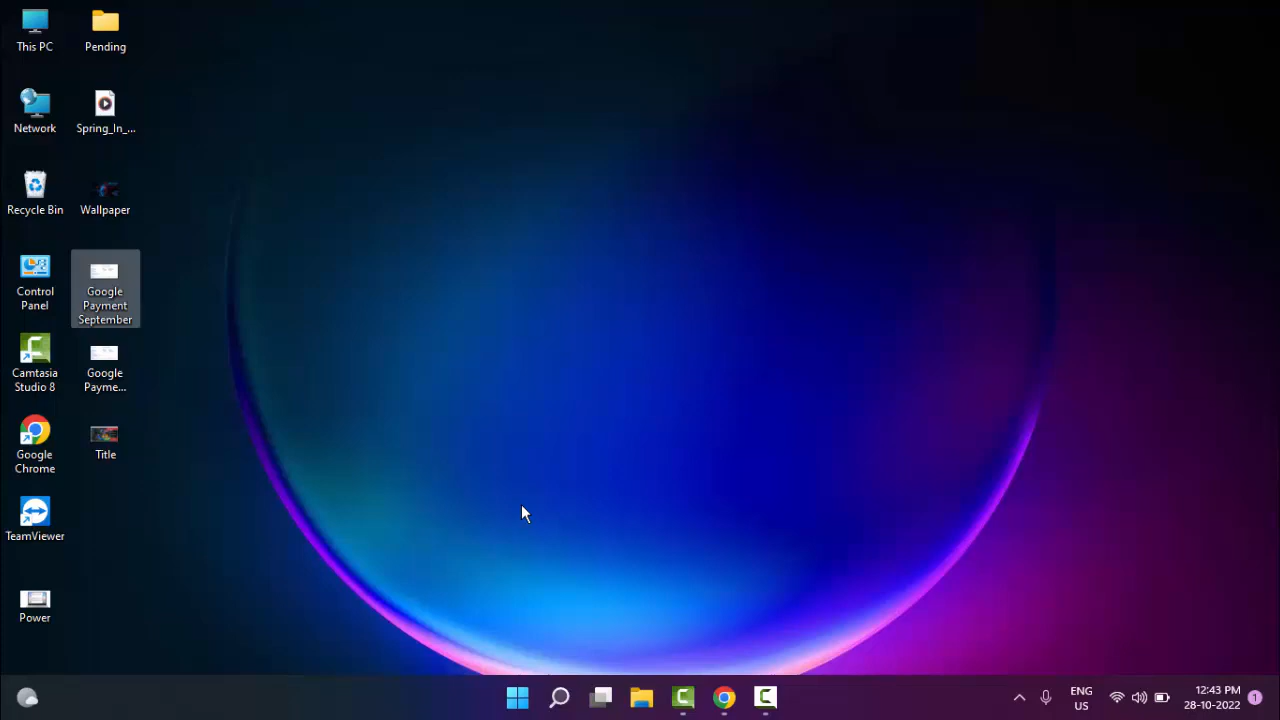 This PC
Pending
Network
Spring_In_...
Recycle Bin
Wallpaper
Control
Panel
Google
Payment
September
Camtasia
Studio 8
Google
Payme...
Google
Chrome
Title
TeamViewer
Power
ENG
US
12:43 PM
28-10-2022
1